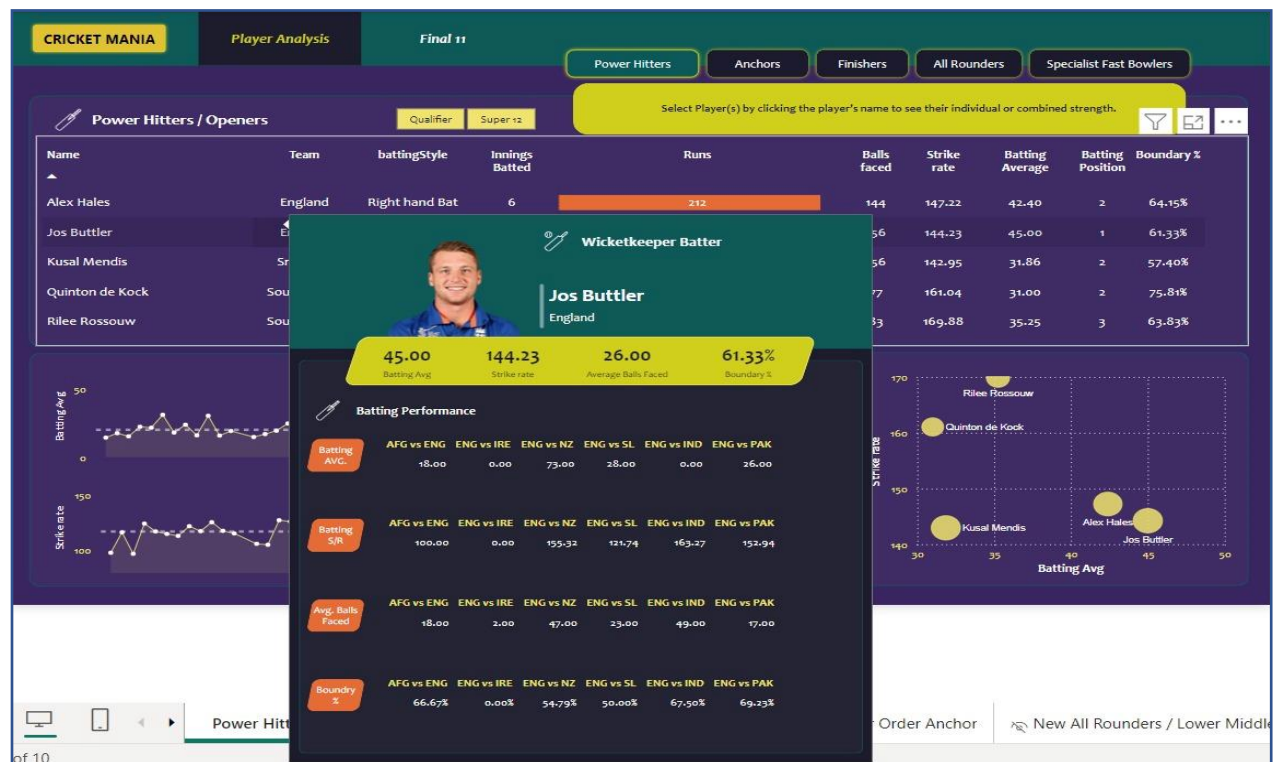 CRICKET MANIA
Player Analysis
Final 11
Power Hitters
Anchors
Finishers
All Rounders
Specialist Fast Bowlers
Select Player(s) by clicking the player's name to see their individual or combined strength.
Power Hitters / Openers
Qualifier
Super 12
Name Team battingStyle Innings Batted Runs Balls faced Strike rate Batting Average Batting Position Boundary %
Alex Hales England Right hand Bat 6 212 144 147.22 42.40 2 64.15%
Jos Buttler E 56 144.23 45.00 1 61.33%
Kusal Mendis Sr 56 142.95 31.86 2 57.40%
Quinton de Kock Sou 77 161.04 31.00 2 75.81%
Rilee Rossouw Sou 83 169.88 35.25 3 63.83%
Wicketkeeper Batter
Jos Buttler
England
45.00 144.23 26.00 61.33%
Batting Avg Strike rate Average Balls Faced Boundary %
Batting Performance
Batting AVG.
AFG vs ENG ENG vs IRE ENG vs NZ ENG vs SL ENG vs IND ENG vs PAK
18.00 0.00 73.00 28.00 0.00 26.00
Batting S/R
AFG vs ENG ENG vs IRE ENG vs NZ ENG vs SL ENG vs IND ENG vs PAK
100.00 0.00 155.32 121.74 163.27 152.94
Avg. Balls Faced
AFG vs ENG ENG vs IRE ENG vs NZ ENG vs SL ENG vs IND ENG vs PAK
18.00 2.00 47.00 23.00 49.00 17.00
Boundry %
AFG vs ENG ENG vs IRE ENG vs NZ ENG vs SL ENG vs IND ENG vs PAK
66.67% 0.00% 54.79% 50.00% 67.50% 69.23%
Batting Avg
50
0
Strike rate
150
100
Strike rate
170
160
150
140
Rilee Rossouw
Quinton de Kock
Kusal Mendis
Alex Hales
Jos Buttler
30 35 40 45 50
Batting Avg
Power Hitt
Order Anchor
New All Rounders / Lower Middle
of 10